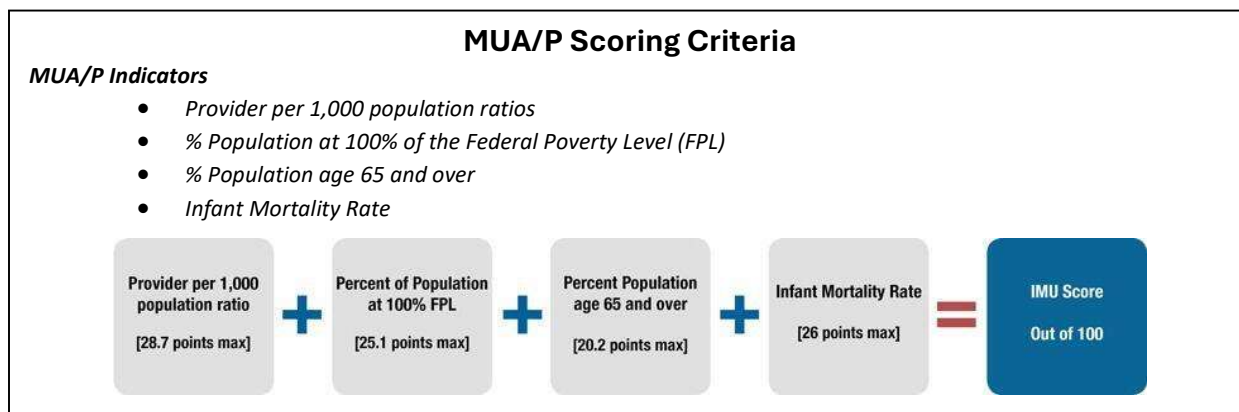 MUA/P Scoring Criteria
MUA/P Indicators
• Provider per 1,000 population ratios
• % Population at 100% of the Federal Poverty Level (FPL)
• % Population age 65 and over
• Infant Mortality Rate
Provider per 1,000
population ratio
[28.7 points max]
+
Percent of Population
at 100% FPL
[25.1 points max]
+
Percent Population
age 65 and over
[20.2 points max]
+
Infant Mortality Rate
[26 points max]
=
IMU Score
Out of 100